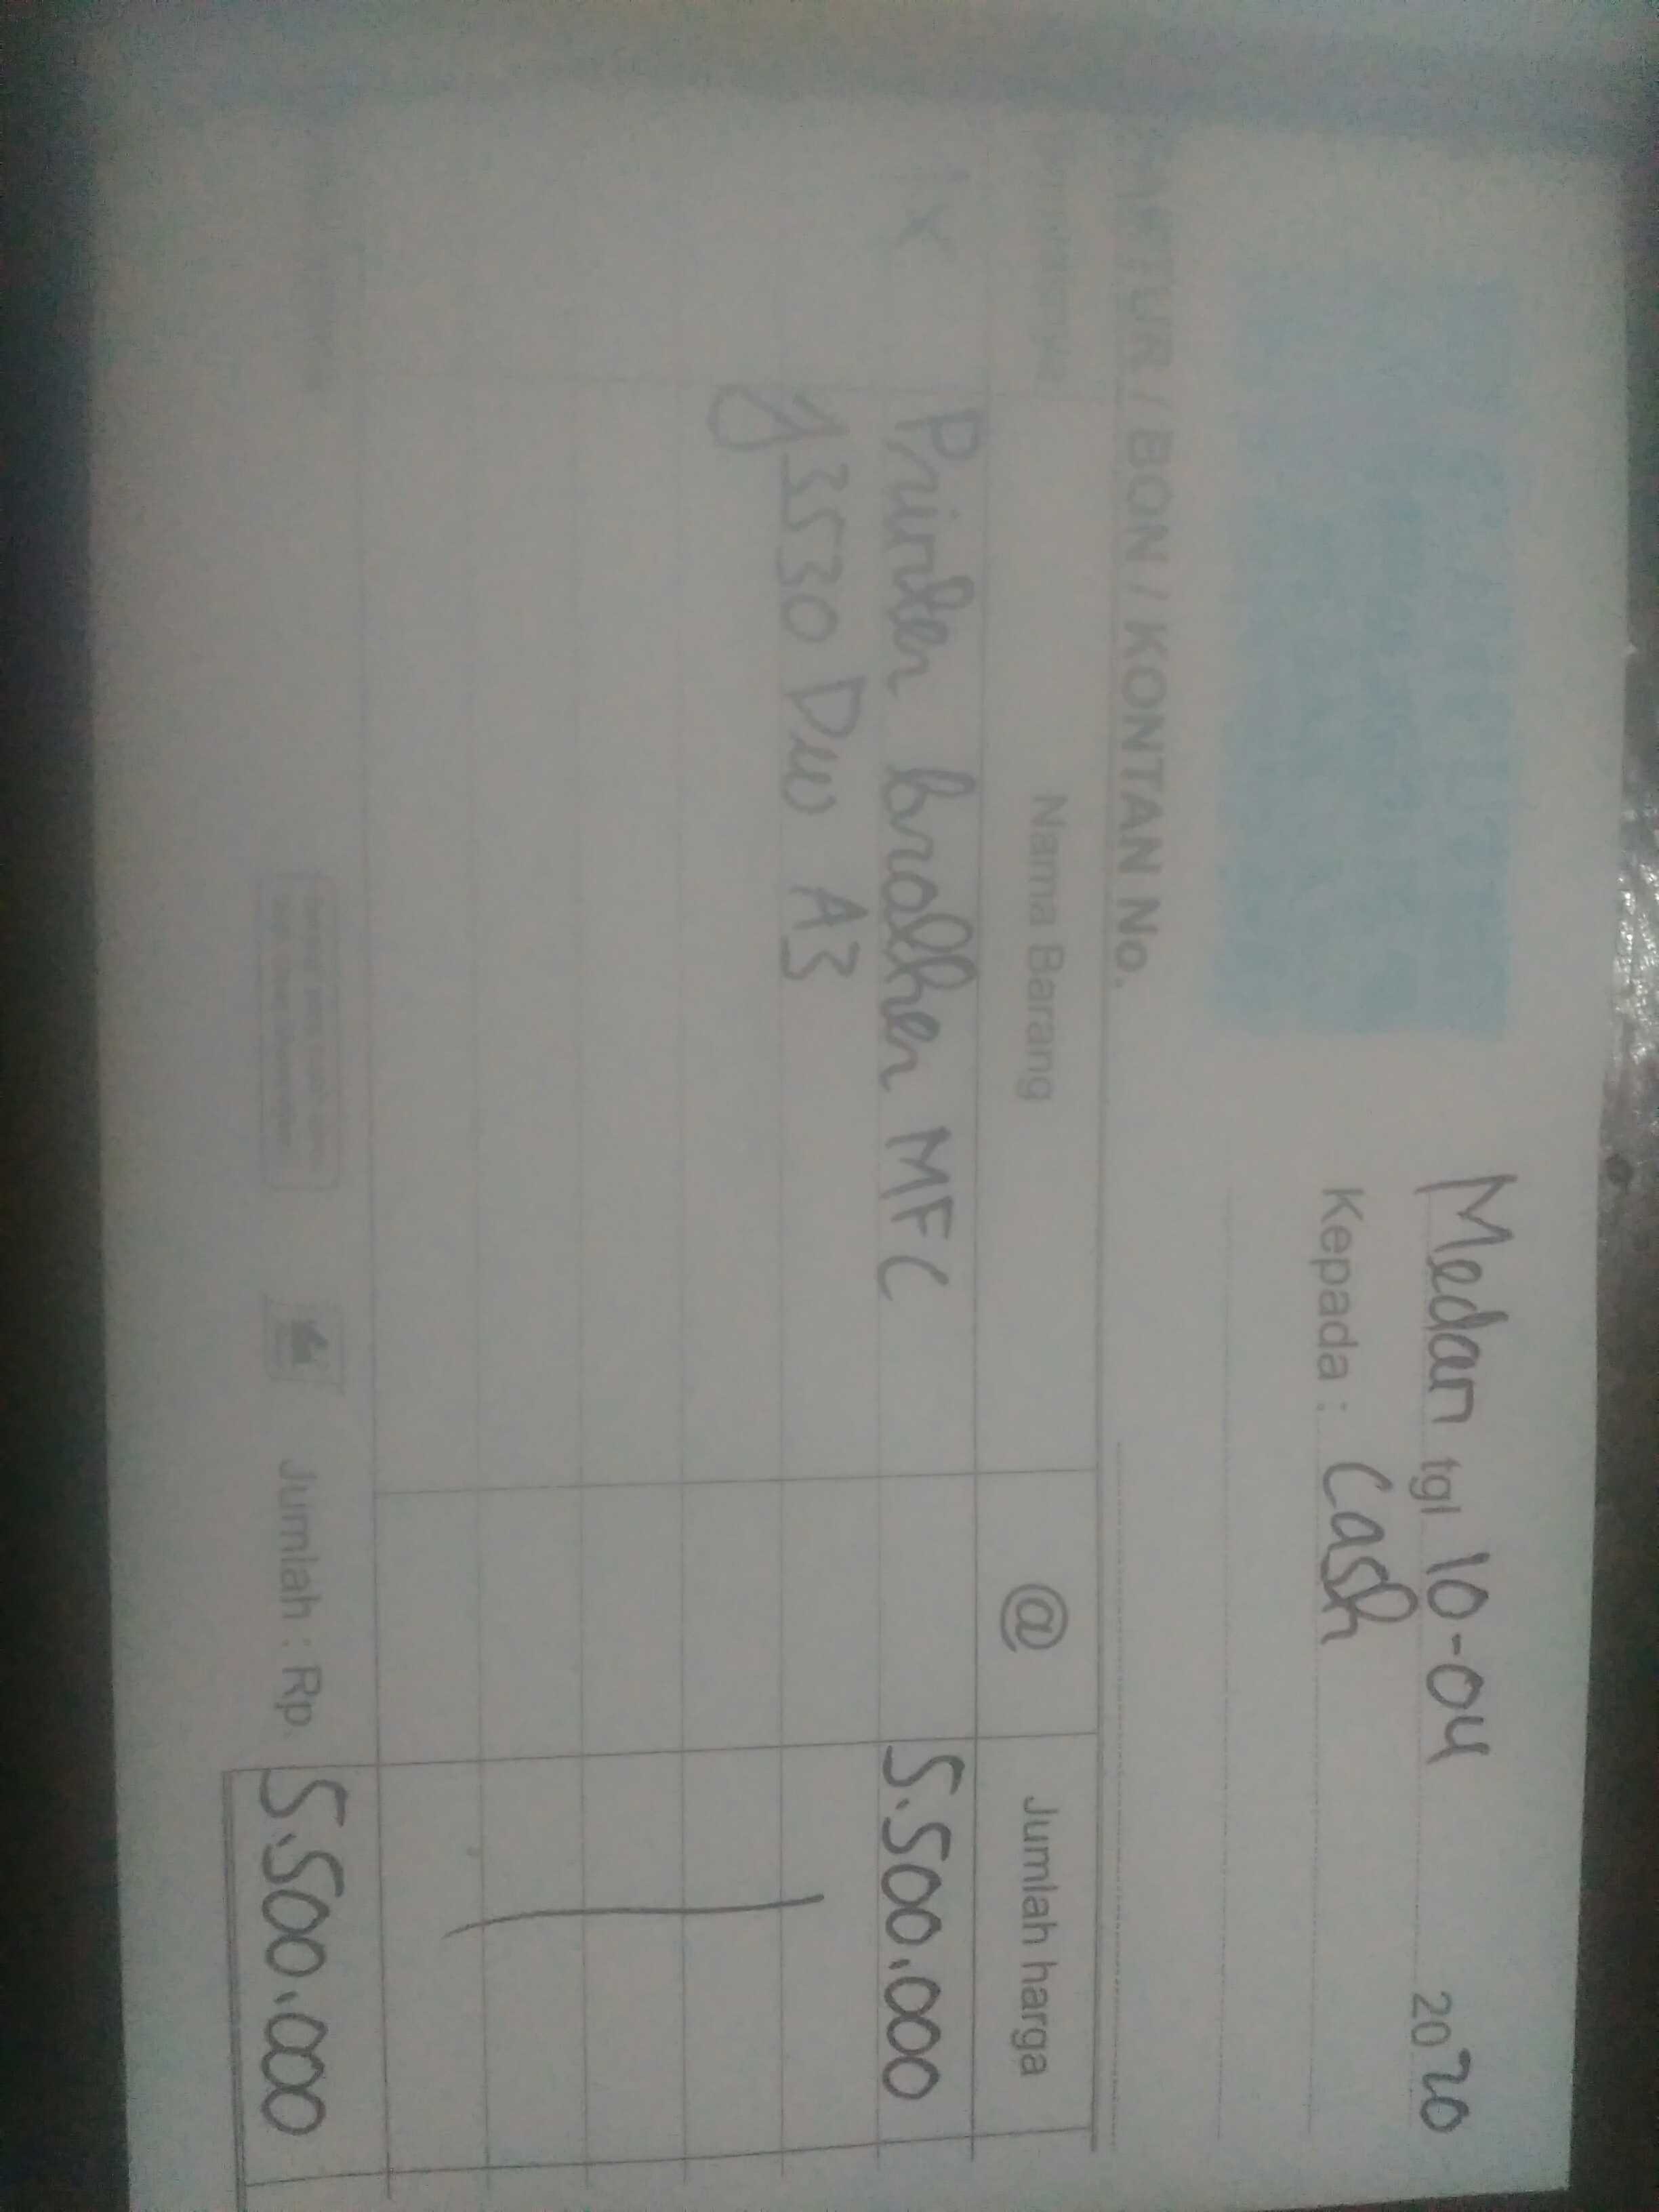 Medan tgl 10-04 2020
Kepada : Cash
FAKTUR / BON / KONTAN No.
Nama Barang @ Jumlah harga
1 x Printer brother MFC 5.500.000
J3530 DW A3
Jumlah : Rp. 5.500.000